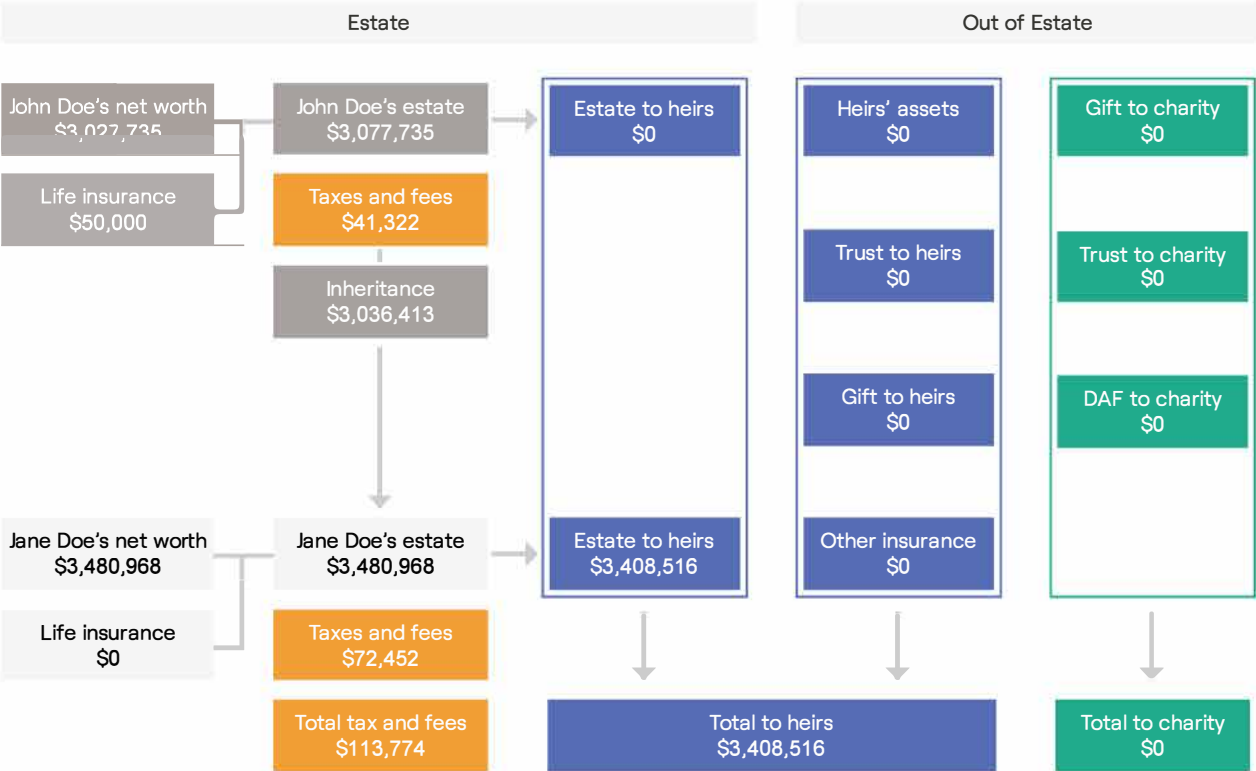 Estate
Out of Estate
John Doe's net worth
$3,027,735
John Doe's estate
$3,077,735
Estate to heirs
$0
Heirs' assets
$0
Gift to charity
$0
Life insurance
$50,000
Taxes and fees
$41,322
Trust to heirs
$0
Trust to charity
$0
Inheritance
$3,036,413
Gift to heirs
$0
DAF to charity
$0
Jane Doe's net worth
$3,480,968
Jane Doe's estate
$3,480,968
Estate to heirs
$3,408,516
Other insurance
$0
Life insurance
$0
Taxes and fees
$72,452
Total tax and fees
$113,774
Total to heirs
$3,408,516
Total to charity
$0